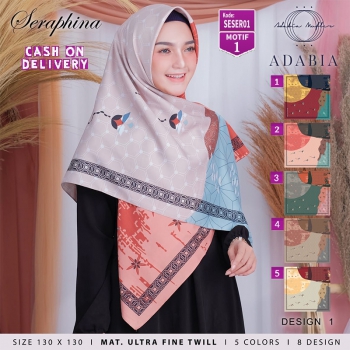 Seraphina
CASH ON
DELIVERY
Kode:
SESER01
MOTIF
1
ADABIA
1
2
3
4
5
DESIGN 1
SIZE 130 X 130 | MAT. ULTRA FINE TWILL | 5 COLORS | 8 DESIGN